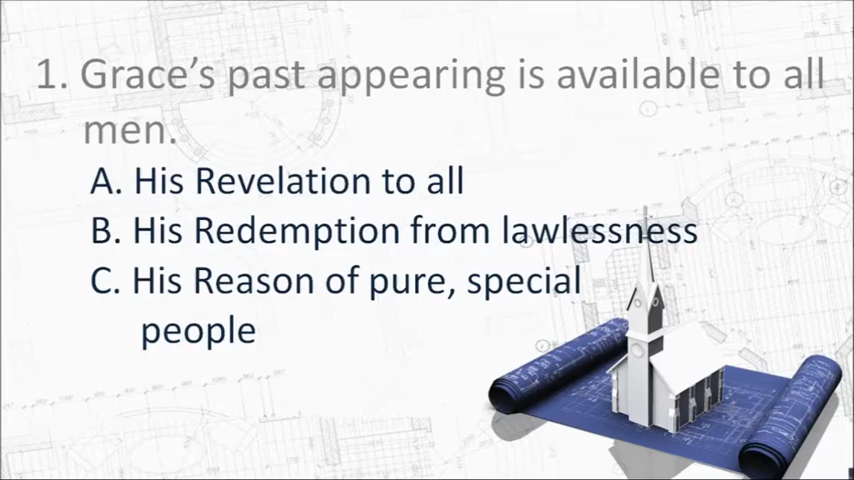 1. Grace’s past appearing is available to all
men.
A. His Revelation to all
B. His Redemption from lawlessness
C. His Reason of pure, special
people